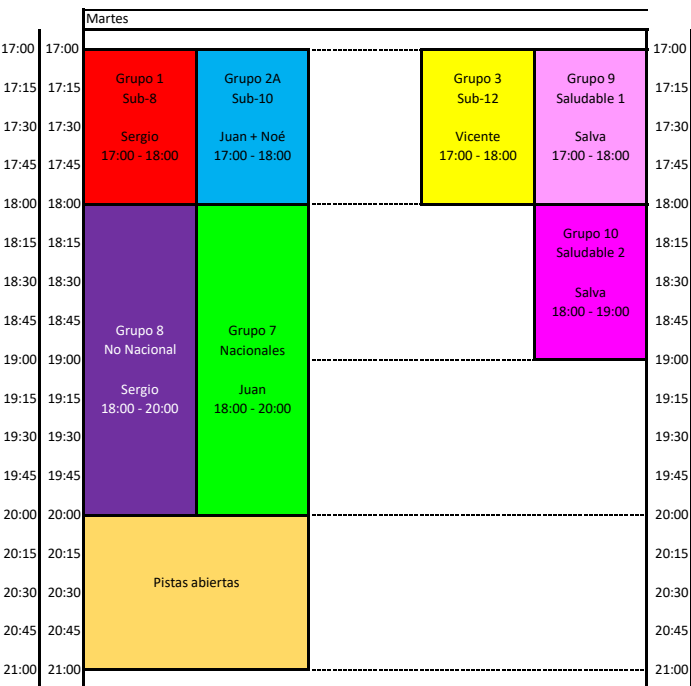 Martes
17:00 17:00 17:00
Grupo 1
Sub-8
Sergio
17:00 - 18:00
Grupo 2A
Sub-10
Juan + Noé
17:00 - 18:00
Grupo 3
Sub-12
Vicente
17:00 - 18:00
Grupo 9
Saludable 1
Salva
17:00 - 18:00
17:15 17:15 17:15
17:30 17:30 17:30
17:45 17:45 17:45
18:00 18:00 18:00
Grupo 8
No Nacional
Sergio
18:00 - 20:00
Grupo 7
Nacionales
Juan
18:00 - 20:00
Grupo 10
Saludable 2
Salva
18:00 - 19:00
18:15 18:15 18:15
18:30 18:30 18:30
18:45 18:45 18:45
19:00 19:00 19:00
19:15 19:15 19:15
19:30 19:30 19:30
19:45 19:45 19:45
20:00 20:00 20:00
20:15 20:15 20:15
Pistas abiertas
20:30 20:30 20:30
20:45 20:45 20:45
21:00 21:00 21:00